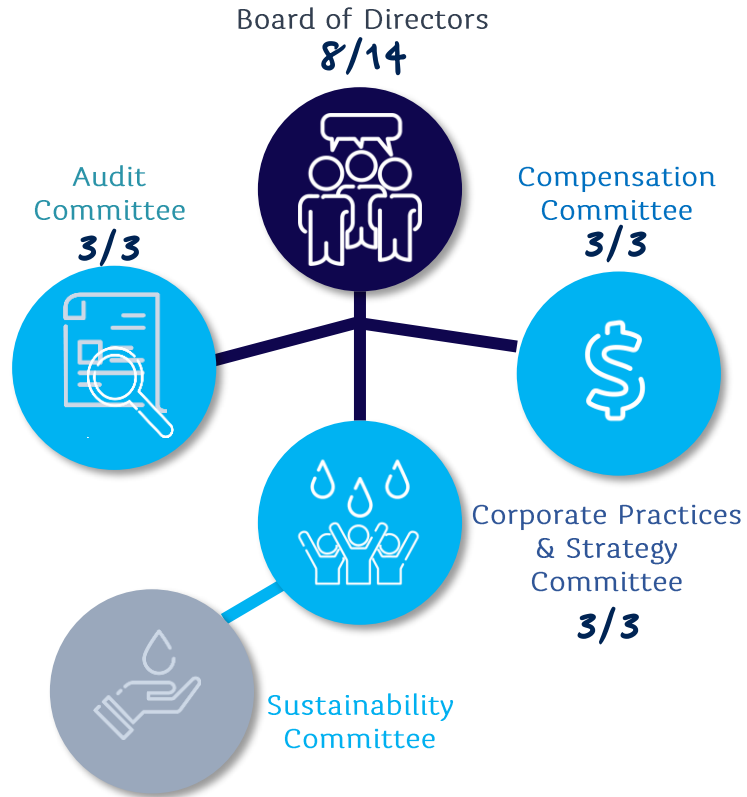 Board of Directors
8/14
Audit
Committee
3/3
Compensation
Committee
3/3
Corporate Practices
& Strategy
Committee
3/3
Sustainability
Committee